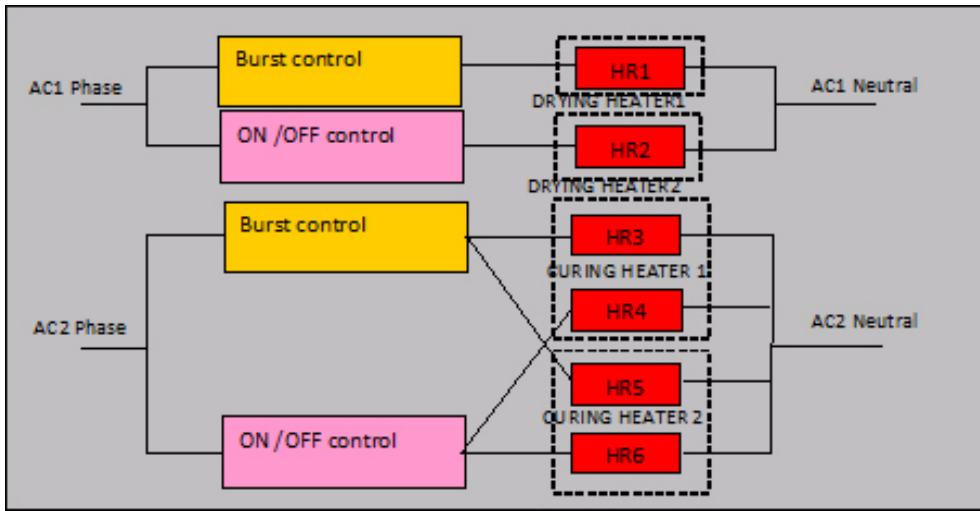 Burst control
HR1
AC1 Phase
AC1 Neutral
DRYING HEATER1
ON /OFF control
HR2
DRYING HEATER2
Burst control
HR3
CURING HEATER 1
HR4
AC2 Phase
AC2 Neutral
HR5
CURING HEATER 2
ON /OFF control
HR6